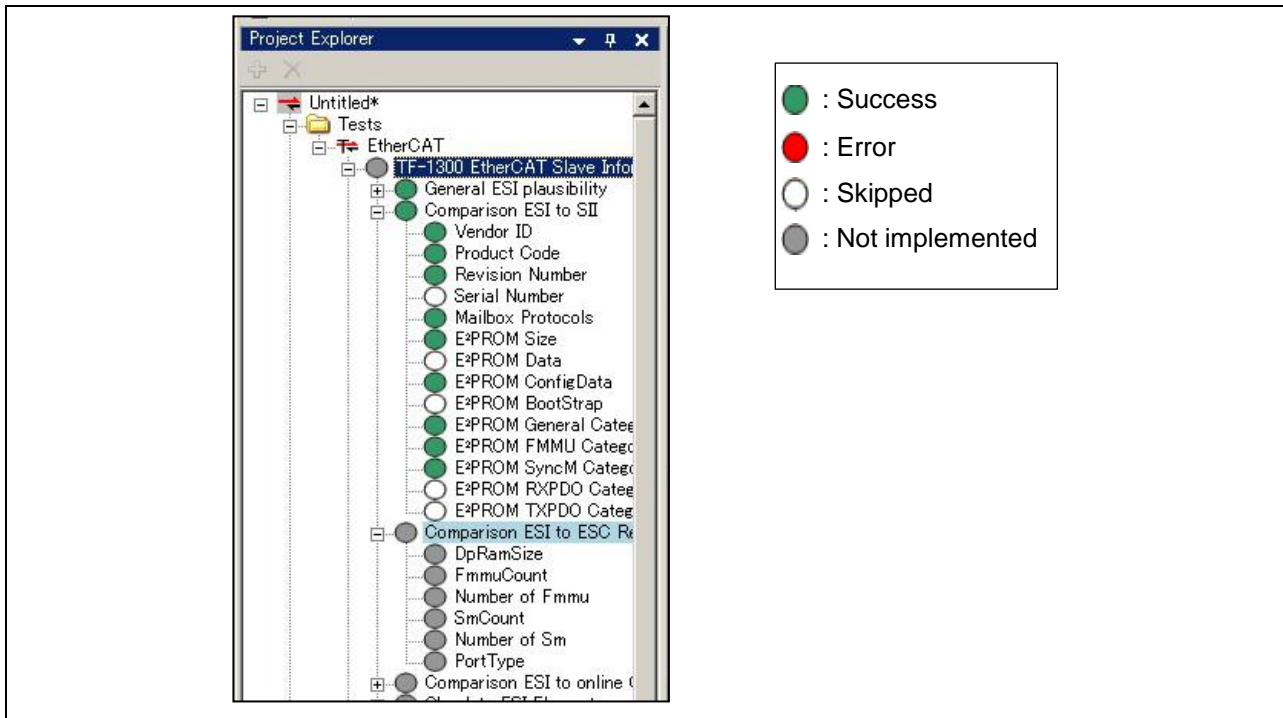 Project Explorer
Untitled*
Tests
EtherCAT
TF-1300 EtherCAT Slave Info
General ESI plausibility
Comparison ESI to SII
Vendor ID
Product Code
Revision Number
Serial Number
Mailbox Protocols
E²PROM Size
E²PROM Data
E²PROM ConfigData
E²PROM BootStrap
E²PROM General Categ
E²PROM FMMU Catego
E²PROM SyncM Catego
E²PROM RXPDO Categ
E²PROM TXPDO Categ
Comparison ESI to ESC Re
DpRamSize
FmmuCount
Number of Fmmu
SmCount
Number of Sm
PortType
Comparison ESI to online
: Success
: Error
: Skipped
: Not implemented